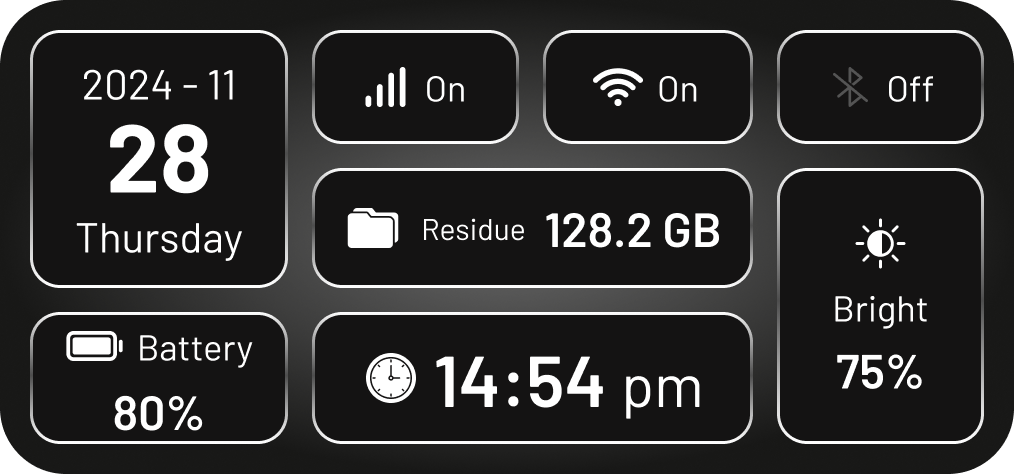 2024 - 11
28
Thursday
On
On
Off
Residue 128.2 GB
Bright
75%
Battery
80%
14:54 pm